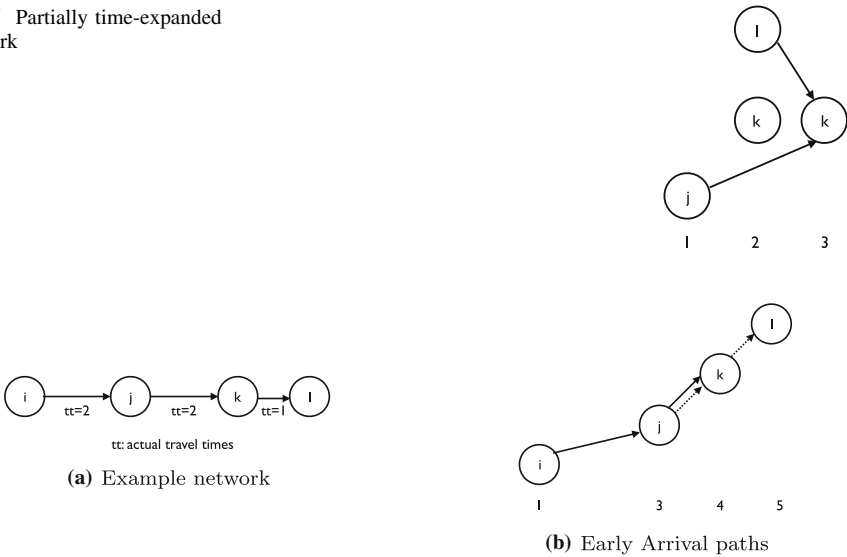 Partially time-expanded
rk
l
k k
j
1 2 3
i j k l
tt=2 tt=2 tt=1
tt: actual travel times
(a) Example network
l
k
j
i
1 3 4 5
(b) Early Arrival paths